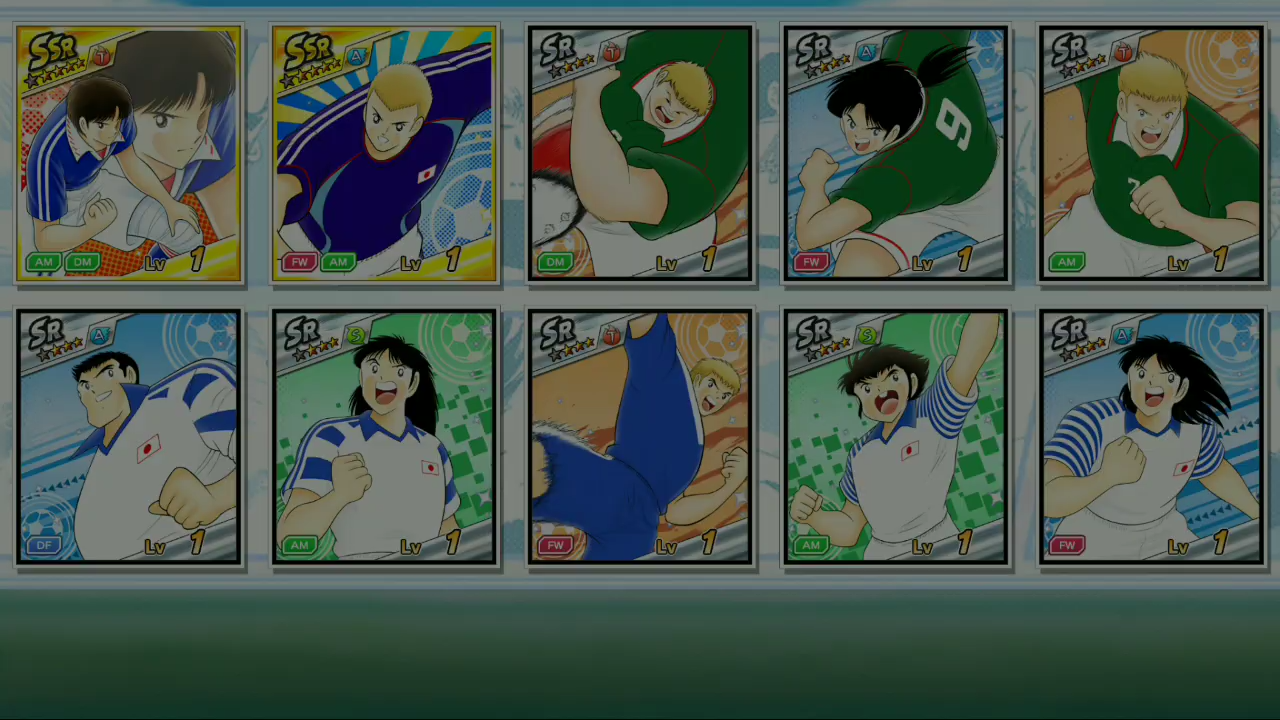 SSR T
AM DM Lv 1
SSR A
FW AM Lv 1
SR T
DM Lv 1
SR A
9
FW Lv 1
SR T
7
AM Lv 1
SR A
DF Lv 1
SR S
AM Lv 1
SR T
FW Lv 1
SR S
AM Lv 1
SR A
FW Lv 1